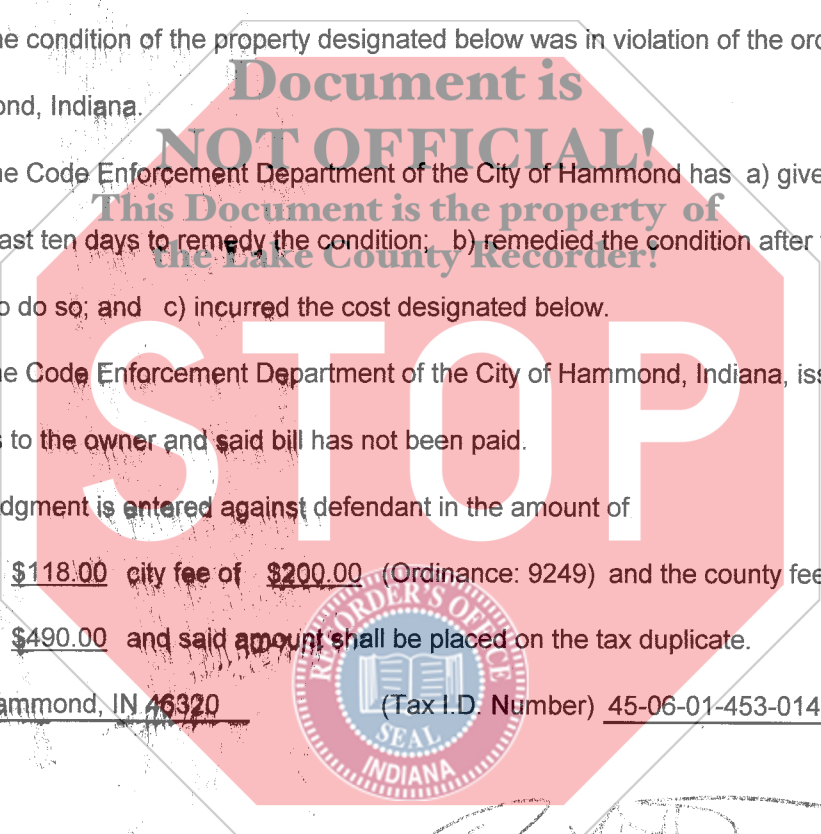 ne condition of the property designated below was in violation of the ord
Document is
ond, Indiana.
NOT OFFICIAL!
ne Code Enforcement Department of the City of Hammond has a) give
This Document is the property of
ast ten days to remedy the condition; b) remedied the condition after
the Lake County Recorder!
o do so; and c) incurred the cost designated below.
ne Code Enforcement Department of the City of Hammond, Indiana, iss
s to the owner and said bill has not been paid.
STOP
dgment is entered against defendant in the amount of
$118.00 city fee of $200.00 (Ordinance: 9249) and the county fee
$490.00 and said amount shall be placed on the tax duplicate.
ammond, IN 46320 (Tax I.D. Number) 45-06-01-453-014
RECORDER'S OFFICE
SEAL
INDIANA